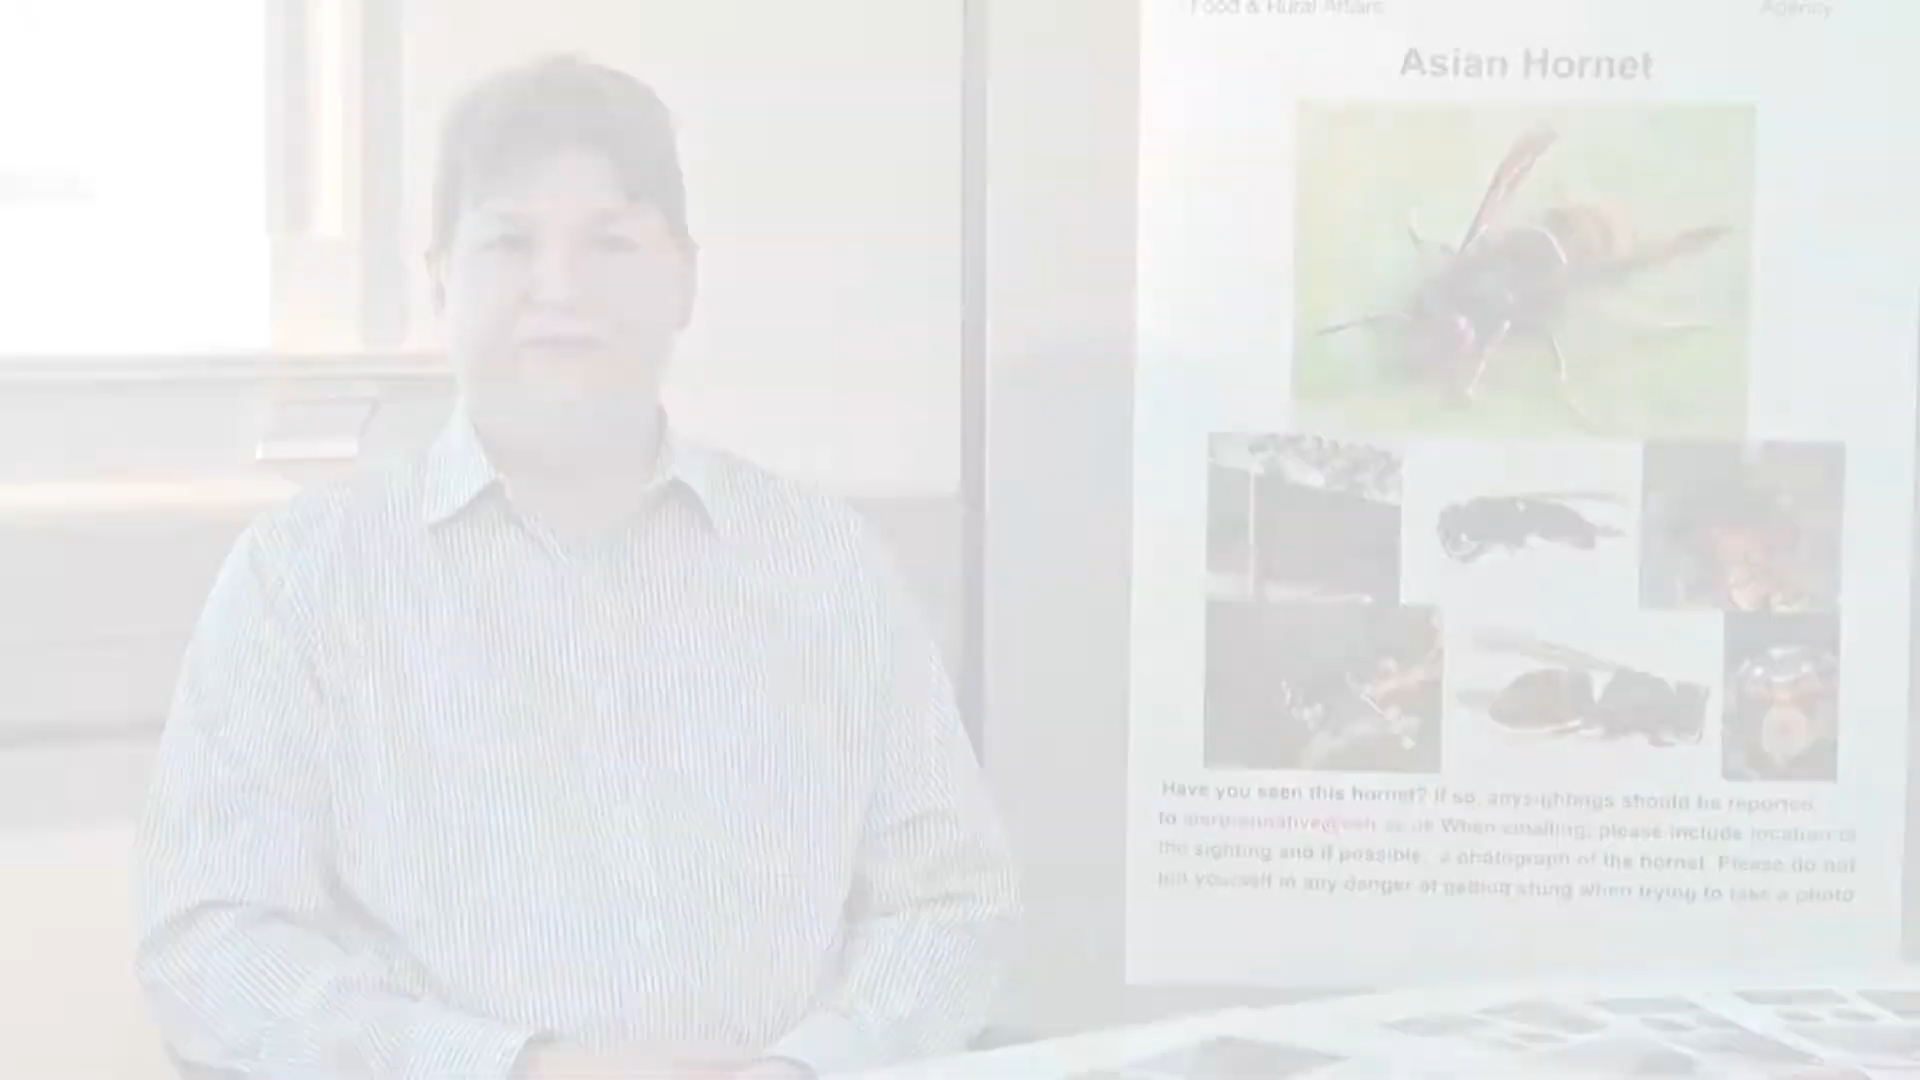 Food & Rural Affairs
Agency
Asian Hornet
Have you seen this hornet? If so, anysightings should be reported
to When emailing, please include location of
the sighting and if possible, a photograph of the hornet. Please do not
put yourself in any danger of getting stung when trying to take a photo